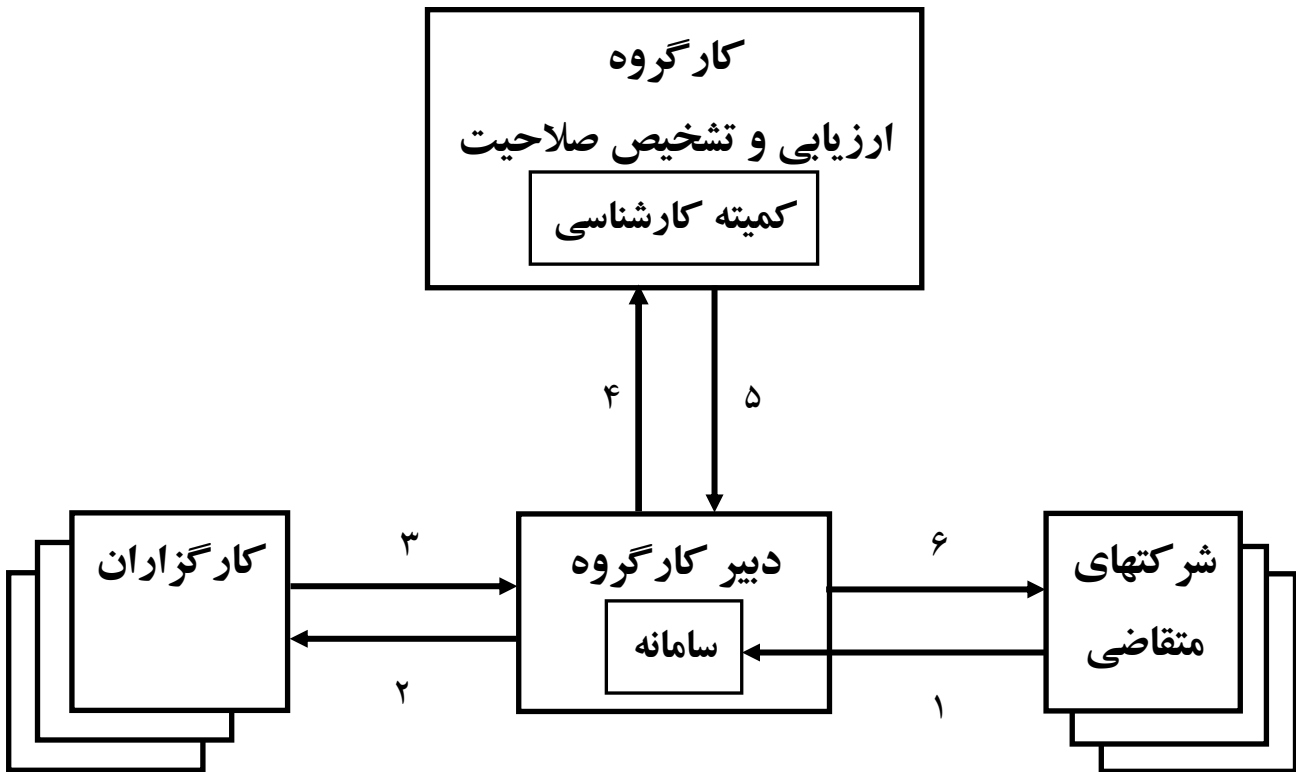 کارگروه
ارزیابی و تشخیص صلاحیت
کمیته کارشناسی
۴
۵
شرکتهای
متقاضی
۶
۱
دبیر کارگروه
سامانه
۳
۲
کارگزاران